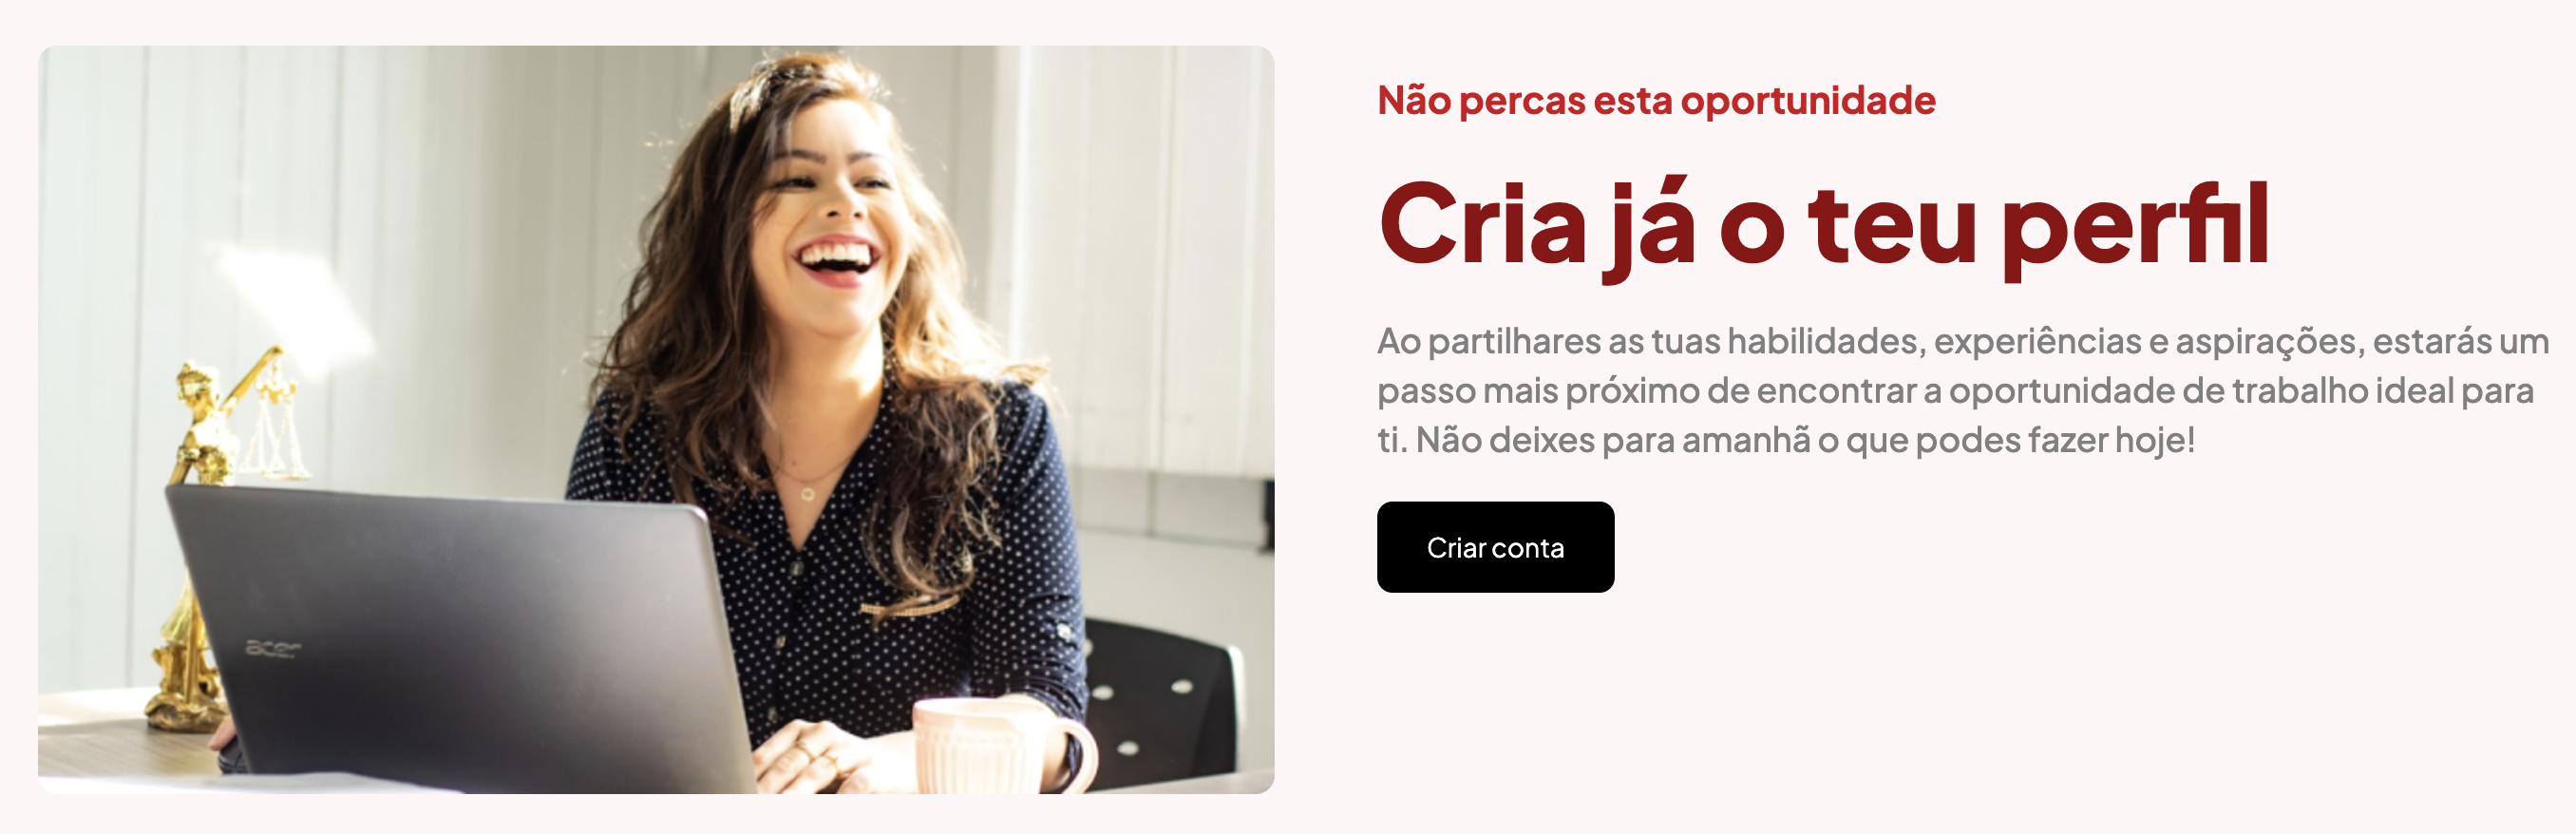 Não percas esta oportunidade
Cria já o teu perfil
Ao partilhares as tuas habilidades, experiências e aspirações, estarás um
passo mais próximo de encontrar a oportunidade de trabalho ideal para
ti. Não deixes para amanhã o que podes fazer hoje!
Criar conta
acer